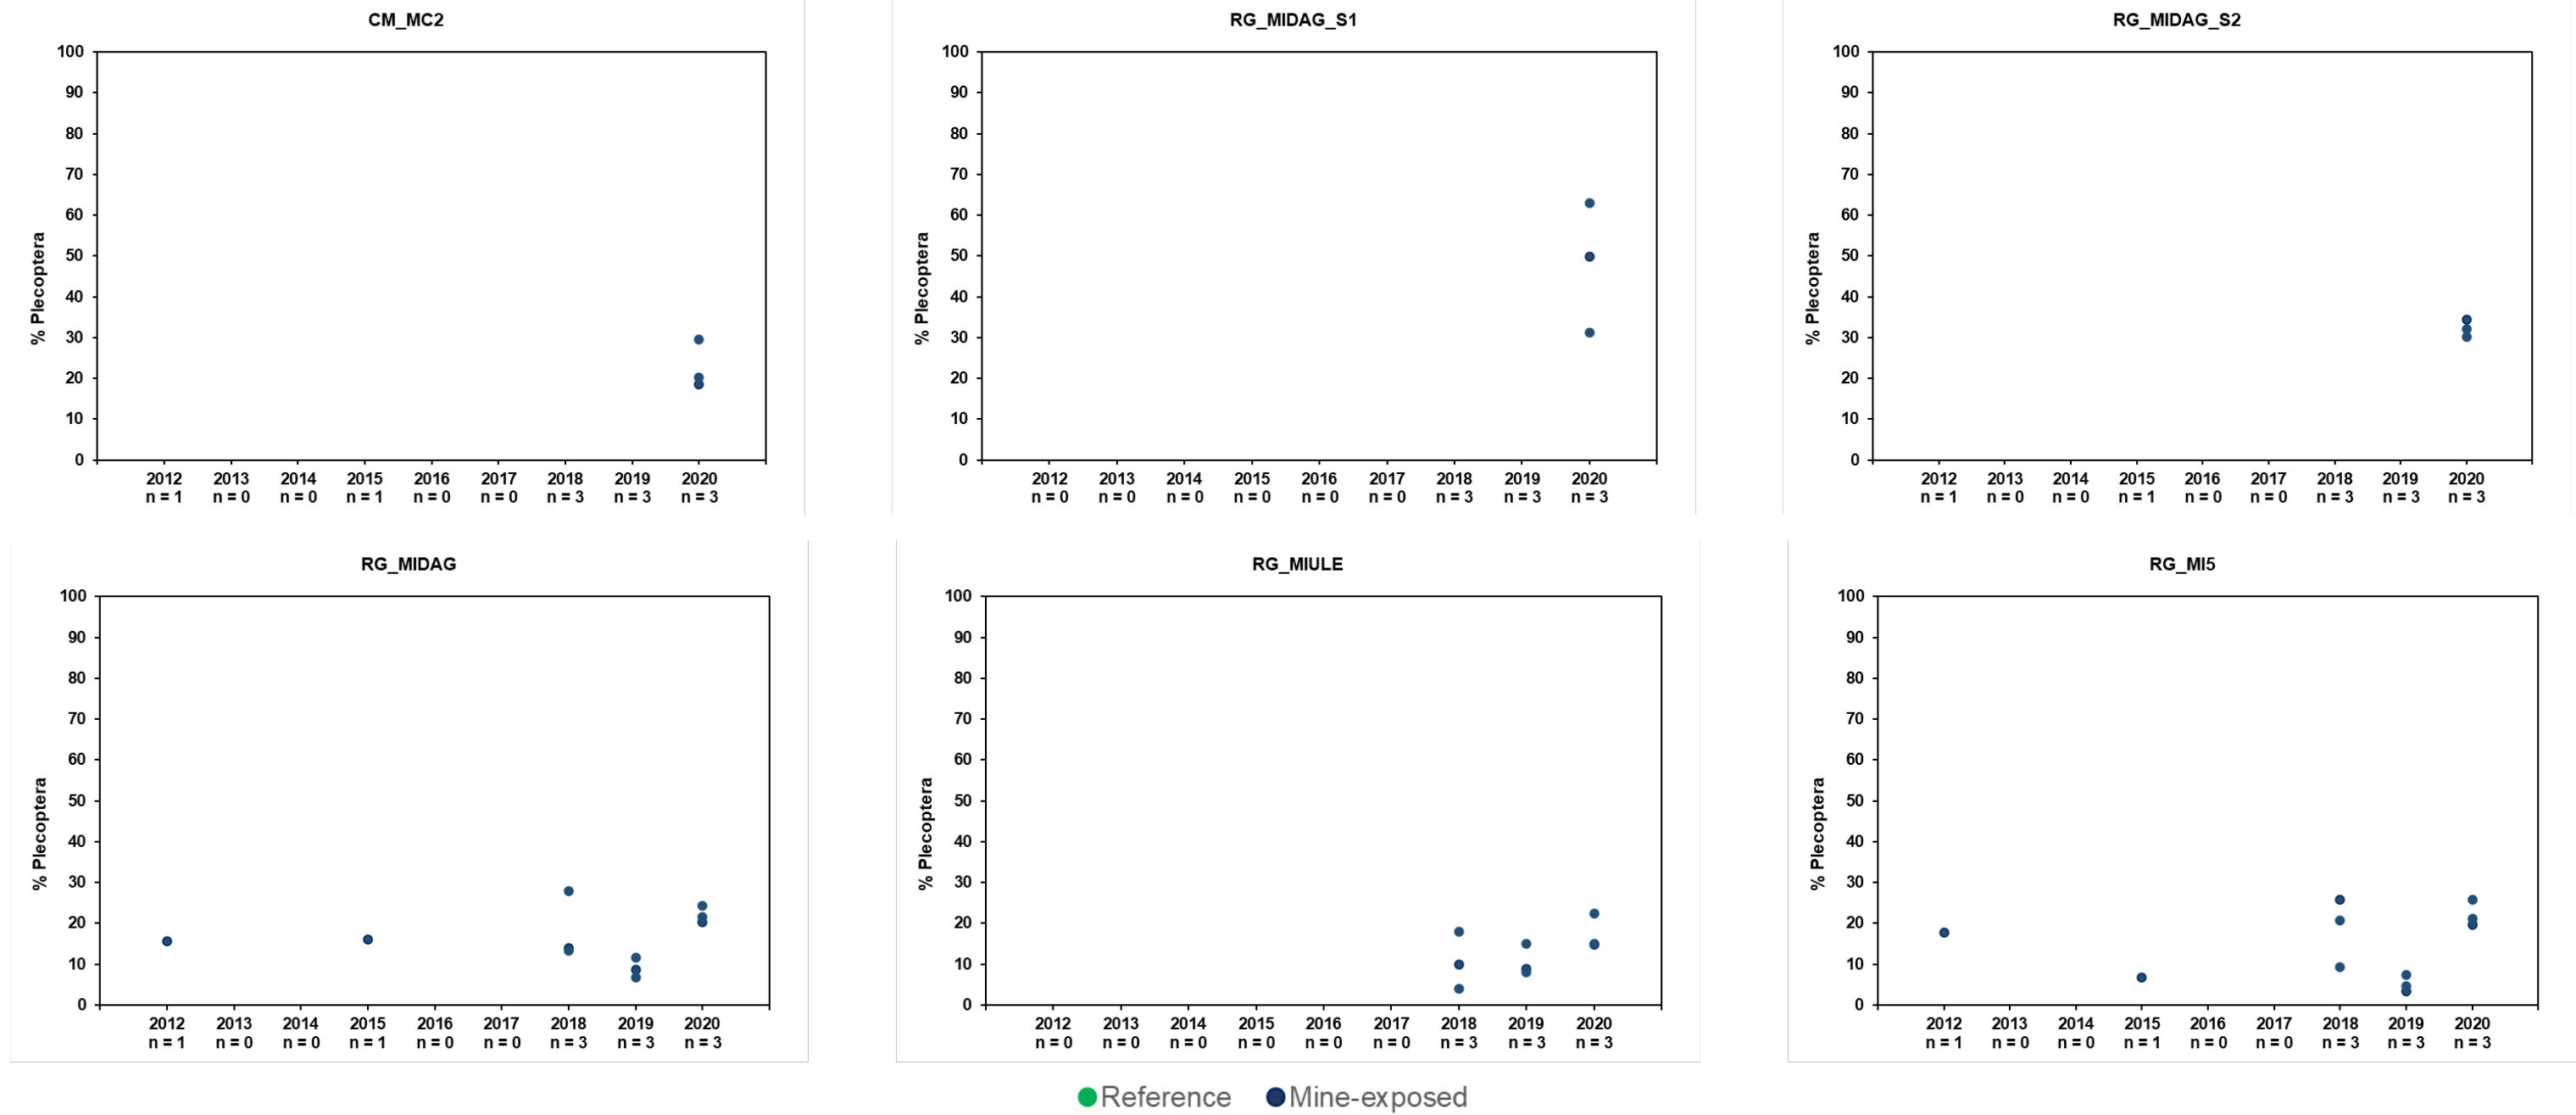 CM_MC2
% Plecoptera
100
90
80
70
60
50
40
30
20
10
0
2012 2013 2014 2015 2016 2017 2018 2019 2020
n = 1 n = 0 n = 0 n = 1 n = 0 n = 0 n = 3 n = 3 n = 3
RG_MIDAG_S1
% Plecoptera
100
90
80
70
60
50
40
30
20
10
0
2012 2013 2014 2015 2016 2017 2018 2019 2020
n = 0 n = 0 n = 0 n = 0 n = 0 n = 0 n = 3 n = 3 n = 3
RG_MIDAG_S2
% Plecoptera
100
90
80
70
60
50
40
30
20
10
0
2012 2013 2014 2015 2016 2017 2018 2019 2020
n = 1 n = 0 n = 0 n = 1 n = 0 n = 0 n = 3 n = 3 n = 3
RG_MIDAG
% Plecoptera
100
90
80
70
60
50
40
30
20
10
0
2012 2013 2014 2015 2016 2017 2018 2019 2020
n = 1 n = 0 n = 0 n = 1 n = 0 n = 0 n = 3 n = 3 n = 3
RG_MIULE
% Plecoptera
100
90
80
70
60
50
40
30
20
10
0
2012 2013 2014 2015 2016 2017 2018 2019 2020
n = 0 n = 0 n = 0 n = 0 n = 0 n = 0 n = 3 n = 3 n = 3
RG_MI5
% Plecoptera
100
90
80
70
60
50
40
30
20
10
0
2012 2013 2014 2015 2016 2017 2018 2019 2020
n = 1 n = 0 n = 0 n = 1 n = 0 n = 0 n = 3 n = 3 n = 3
Reference Mine-exposed